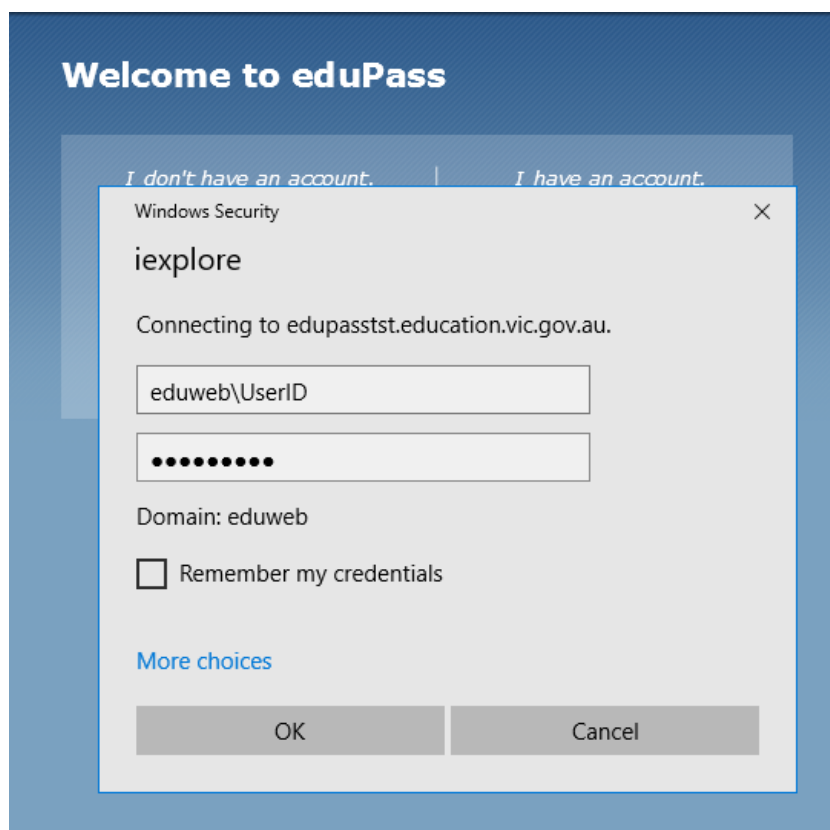 Welcome to eduPass
I don't have an account.
I have an account.
Windows Security
iexplore
Connecting to edupasstst.education.vic.gov.au.
eduweb\UserID
●●●●●●●●●
Domain: eduweb
Remember my credentials
More choices
OK
Cancel